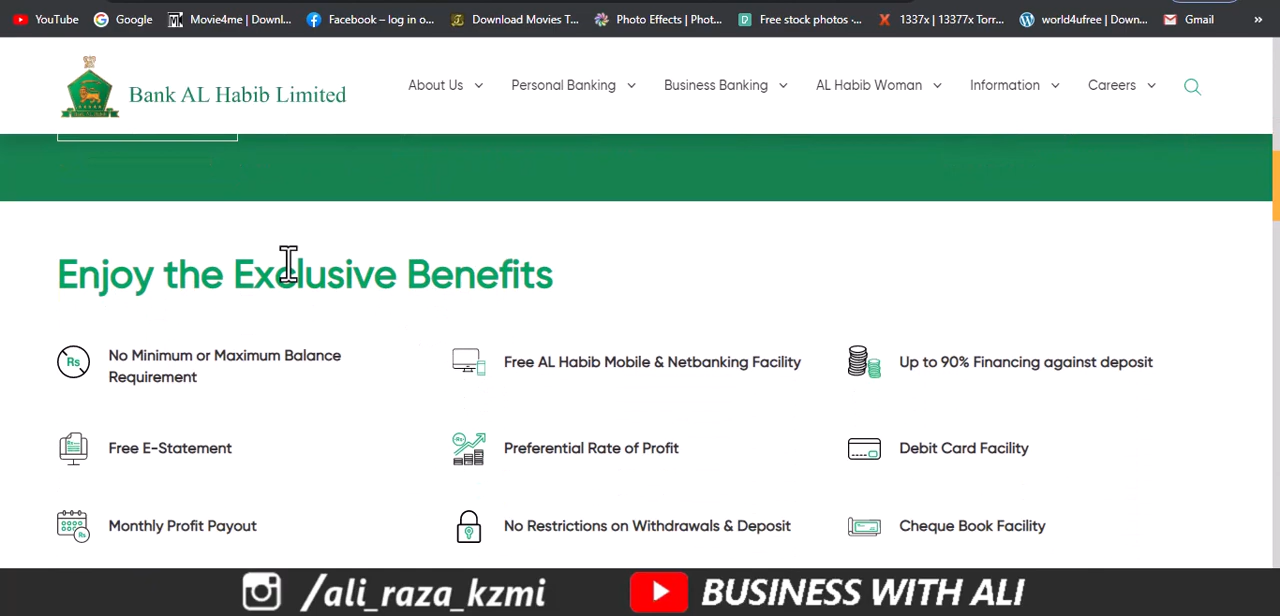 YouTube Google Movie4me | Downl... Facebook – log in o... Download Movies T... Photo Effects | Phot... Free stock photos ·... 1337x | 13377x Torr... world4ufree | Down... Gmail »
Bank AL Habib Limited About Us Personal Banking Business Banking AL Habib Woman Information Careers
Enjoy the Exclusive Benefits
Rs No Minimum or Maximum Balance
Requirement
Free AL Habib Mobile & Netbanking Facility
Up to 90% Financing against deposit
Free E-Statement
Preferential Rate of Profit
Debit Card Facility
Monthly Profit Payout
No Restrictions on Withdrawals & Deposit
Cheque Book Facility
/ali_raza_kzmi BUSINESS WITH ALI